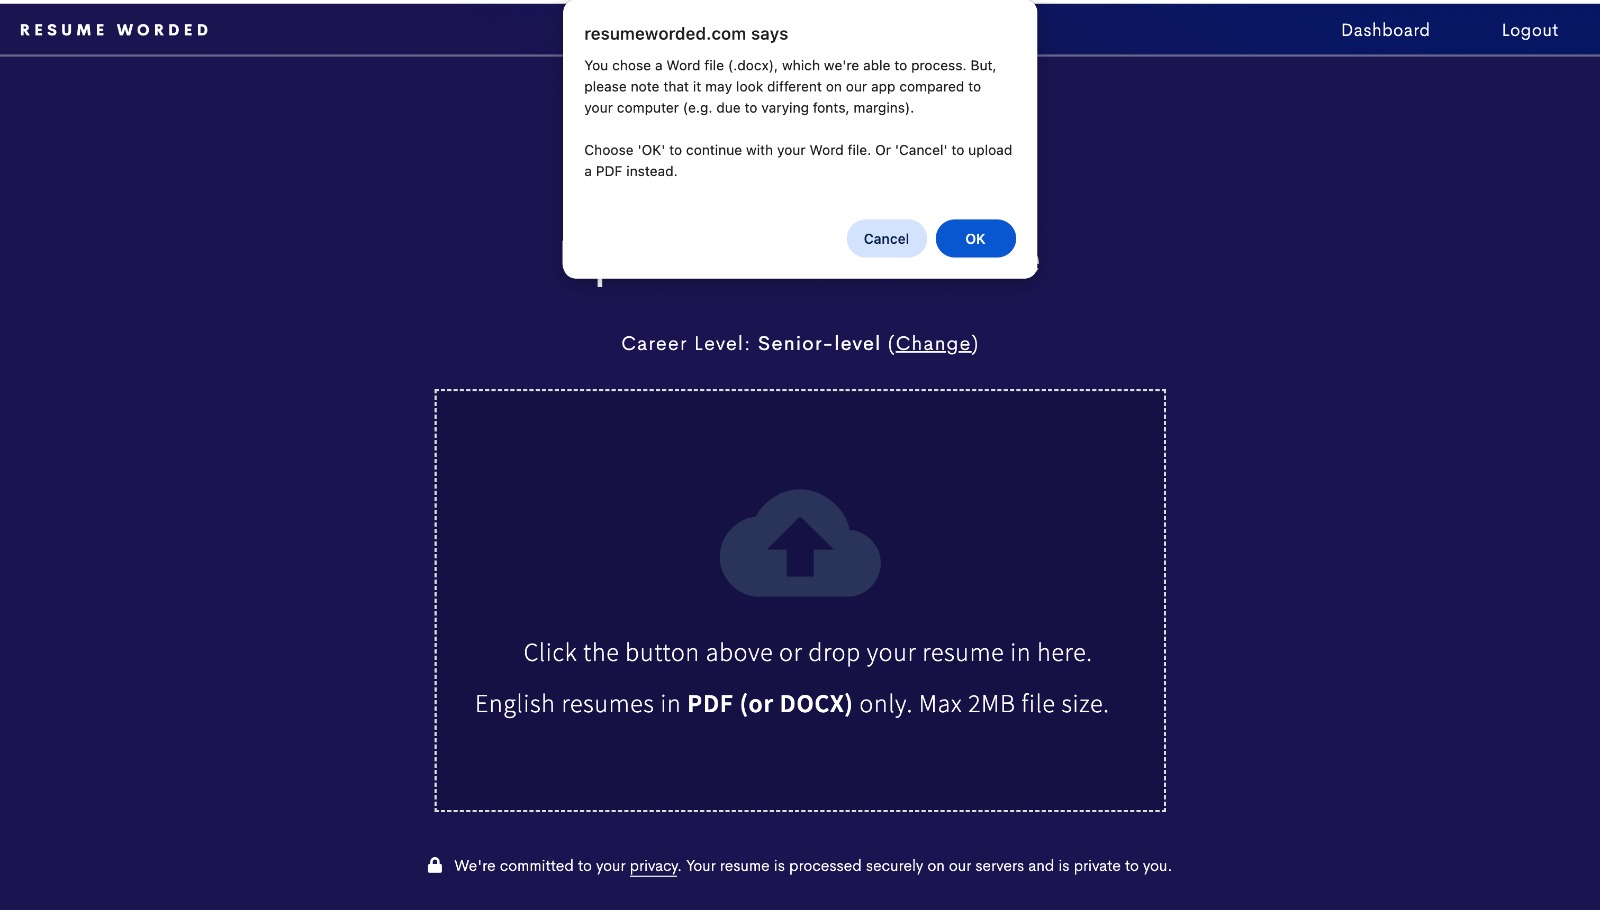 RESUME WORDED
Dashboard
Logout
resumeworded.com says
You chose a Word file (.docx), which we're able to process. But,
please note that it may look different on our app compared to
your computer (e.g. due to varying fonts, margins).
Choose 'OK' to continue with your Word file. Or 'Cancel' to upload
a PDF instead.
Cancel
OK
Career Level: Senior-level (Change)
Click the button above or drop your resume in here.
English resumes in PDF (or DOCX) only. Max 2MB file size.
We're committed to your privacy. Your resume is processed securely on our servers and is private to you.